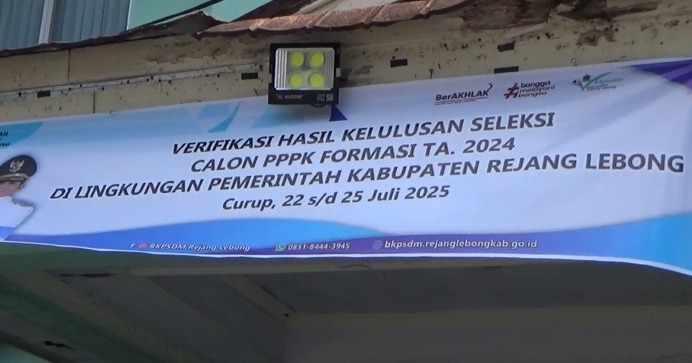 BerAKHLAK
#bangga
melayani
bangsa
VERIFIKASI HASIL KELULUSAN SELEKSI
CALON PPPK FORMASI TA. 2024
DI LINGKUNGAN PEMERINTAH KABUPATEN REJANG LEBONG
Curup, 22 s/d 25 Juli 2025
BKPSDM Rejang Lebong
0851-8444-3945
bkpsdm.rejanglebongkab.go.id